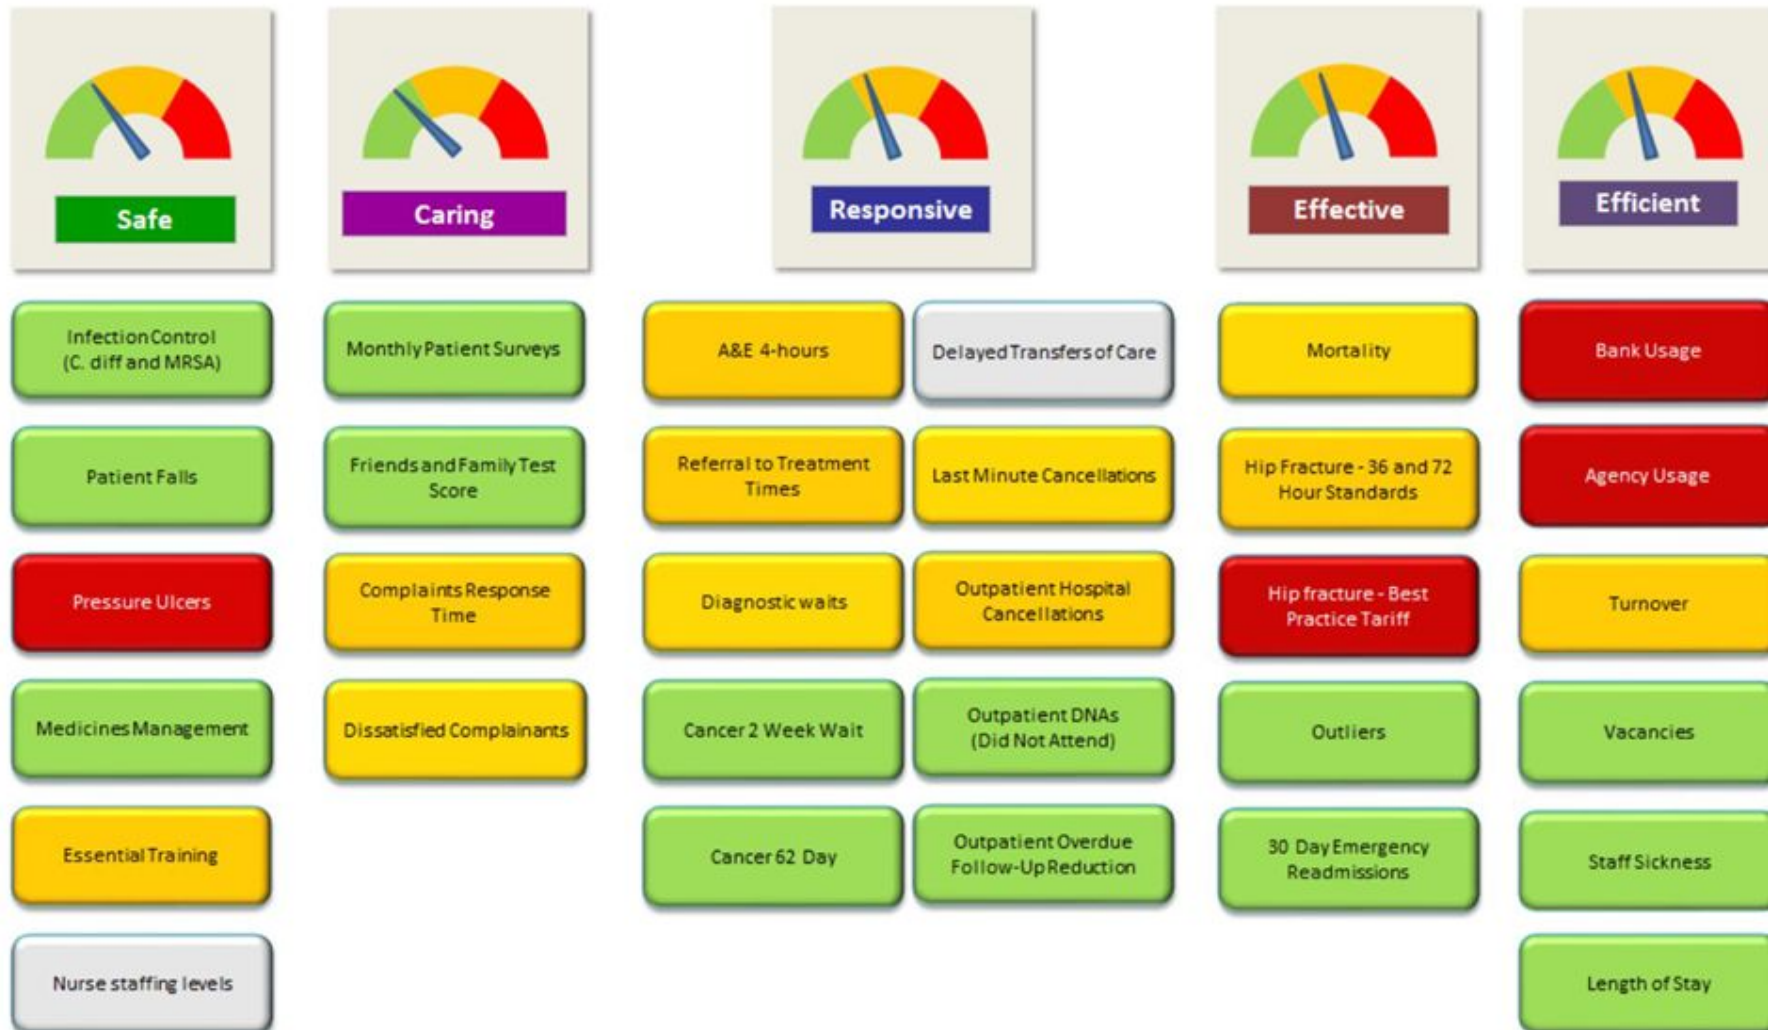 Safe
Caring
Responsive
Effective
Efficient
Infection Control
(C. diff and MRSA)
Patient Falls
Pressure Ulcers
Medicines Management
Essential Training
Nurse staffing levels
Monthly Patient Surveys
Friends and Family Test
Score
Complaints Response
Time
Dissatisfied Complainants
A&E 4-hours
Referral to Treatment
Times
Diagnostic waits
Cancer 2 Week Wait
Cancer 62 Day
Delayed Transfers of Care
Last Minute Cancellations
Outpatient Hospital
Cancellations
Outpatient DNAs
(Did Not Attend)
Outpatient Overdue
Follow-Up Reduction
Mortality
Hip Fracture - 36 and 72
Hour Standards
Hip fracture - Best
Practice Tariff
Outliers
30 Day Emergency
Readmissions
Bank Usage
Agency Usage
Turnover
Vacancies
Staff Sickness
Length of Stay